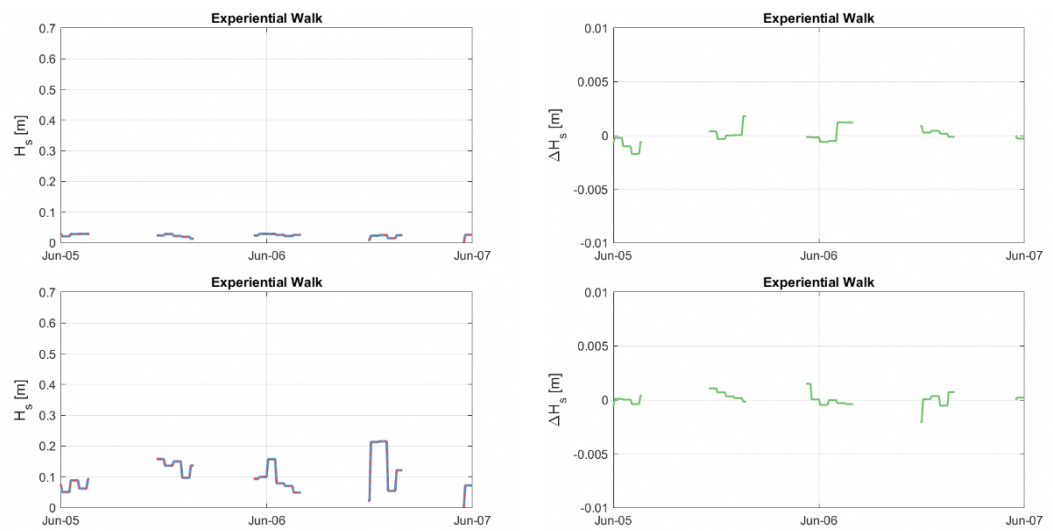 Experiential Walk
0.7
0.6
0.5
0.4
0.3
0.2
0.1
0
H_s [m]
Jun-05
Jun-06
Jun-07
Experiential Walk
0.01
0.005
0
-0.005
-0.01
ΔH_s [m]
Jun-05
Jun-06
Jun-07
Experiential Walk
0.7
0.6
0.5
0.4
0.3
0.2
0.1
0
H_s [m]
Jun-05
Jun-06
Jun-07
Experiential Walk
0.01
0.005
0
-0.005
-0.01
ΔH_s [m]
Jun-05
Jun-06
Jun-07